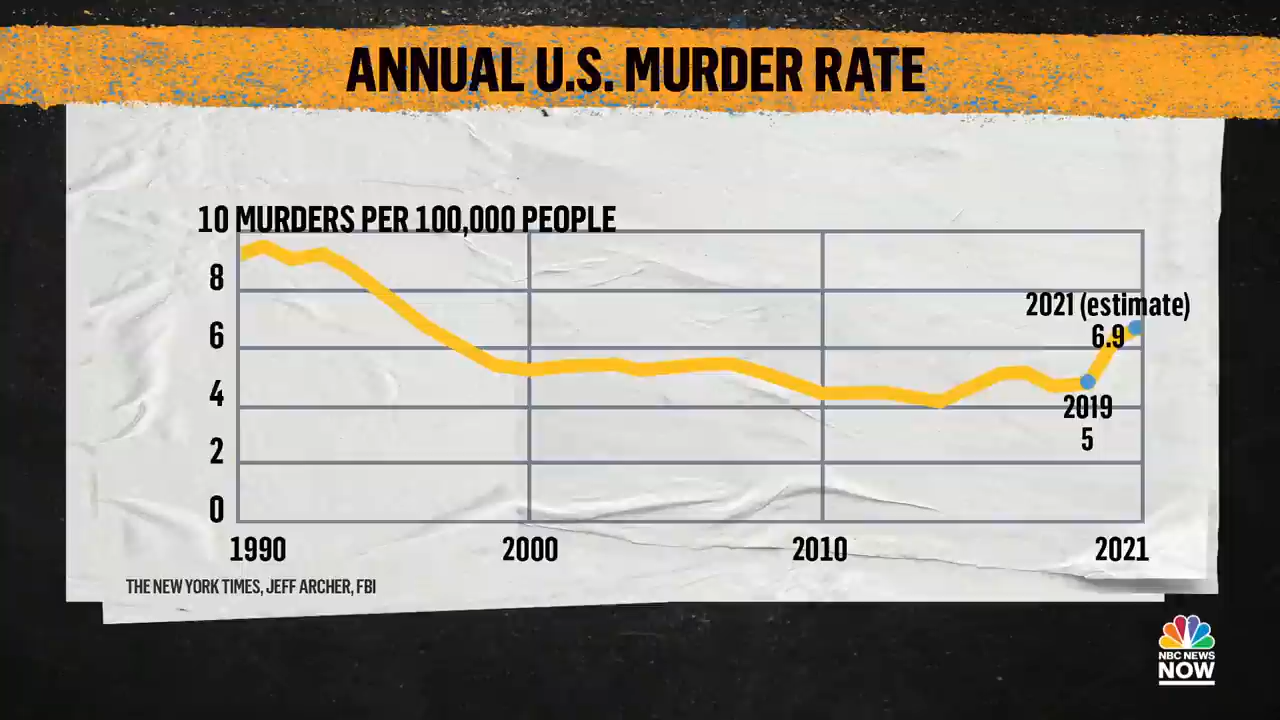 ANNUAL U.S. MURDER RATE
10 MURDERS PER 100,000 PEOPLE
8
2021 (estimate)
6
6.9
4
2019
5
2
0
1990 2000 2010 2021
THE NEW YORK TIMES, JEFF ARCHER, FBI
NBC NEWS
NOW